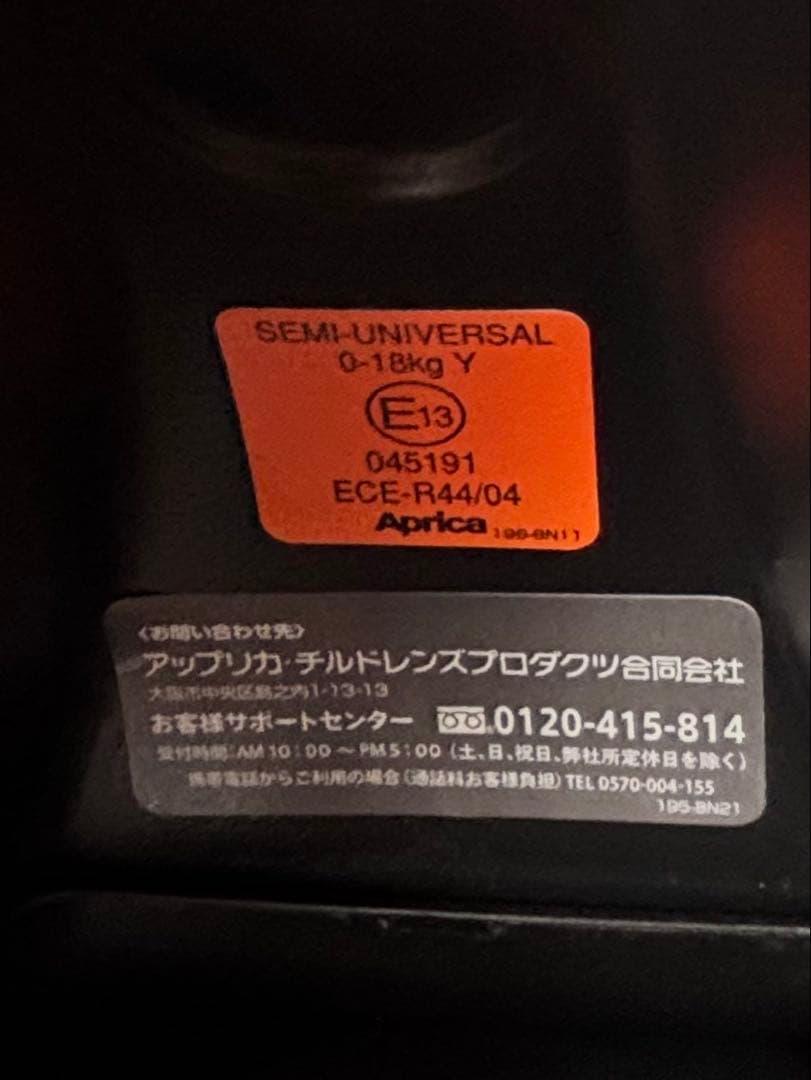 SEMI-UNIVERSAL
0-18kg Y
E13
045191
ECE-R44/04
Aprica 196-BN11
〈お問い合わせ先〉
アップリカ・チルドレンズプロダクツ合同会社
大阪市中央区島之内1-13-13
お客様サポートセンター 0120-415-814
受付時間:AM10:00〜PM5:00(土、日、祝日、弊社所定休日を除く)
携帯電話からご利用の場合(通話料お客様負担)TEL 0570-004-155
195-BN21